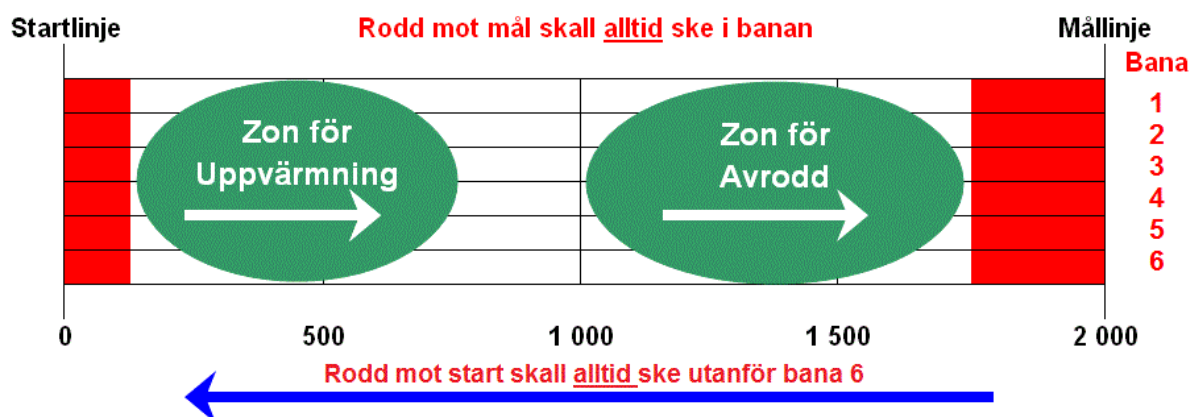 Startlinje
Rodd mot mål skall alltid ske i banan
Mållinje
Bana
1
2
3
4
5
6
Zon för
Uppvärmning
Zon för
Avrodd
0
500
1 000
1 500
2 000
Rodd mot start skall alltid ske utanför bana 6